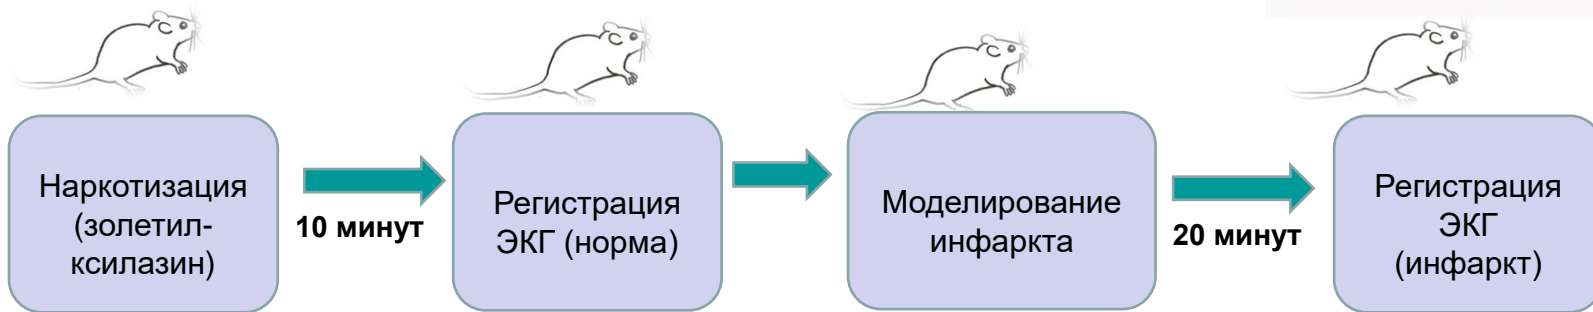 Наркотизация
(золетил-
ксилазин)
10 минут
Регистрация
ЭКГ (норма)
Моделирование
инфаркта
20 минут
Регистрация
ЭКГ
(инфаркт)